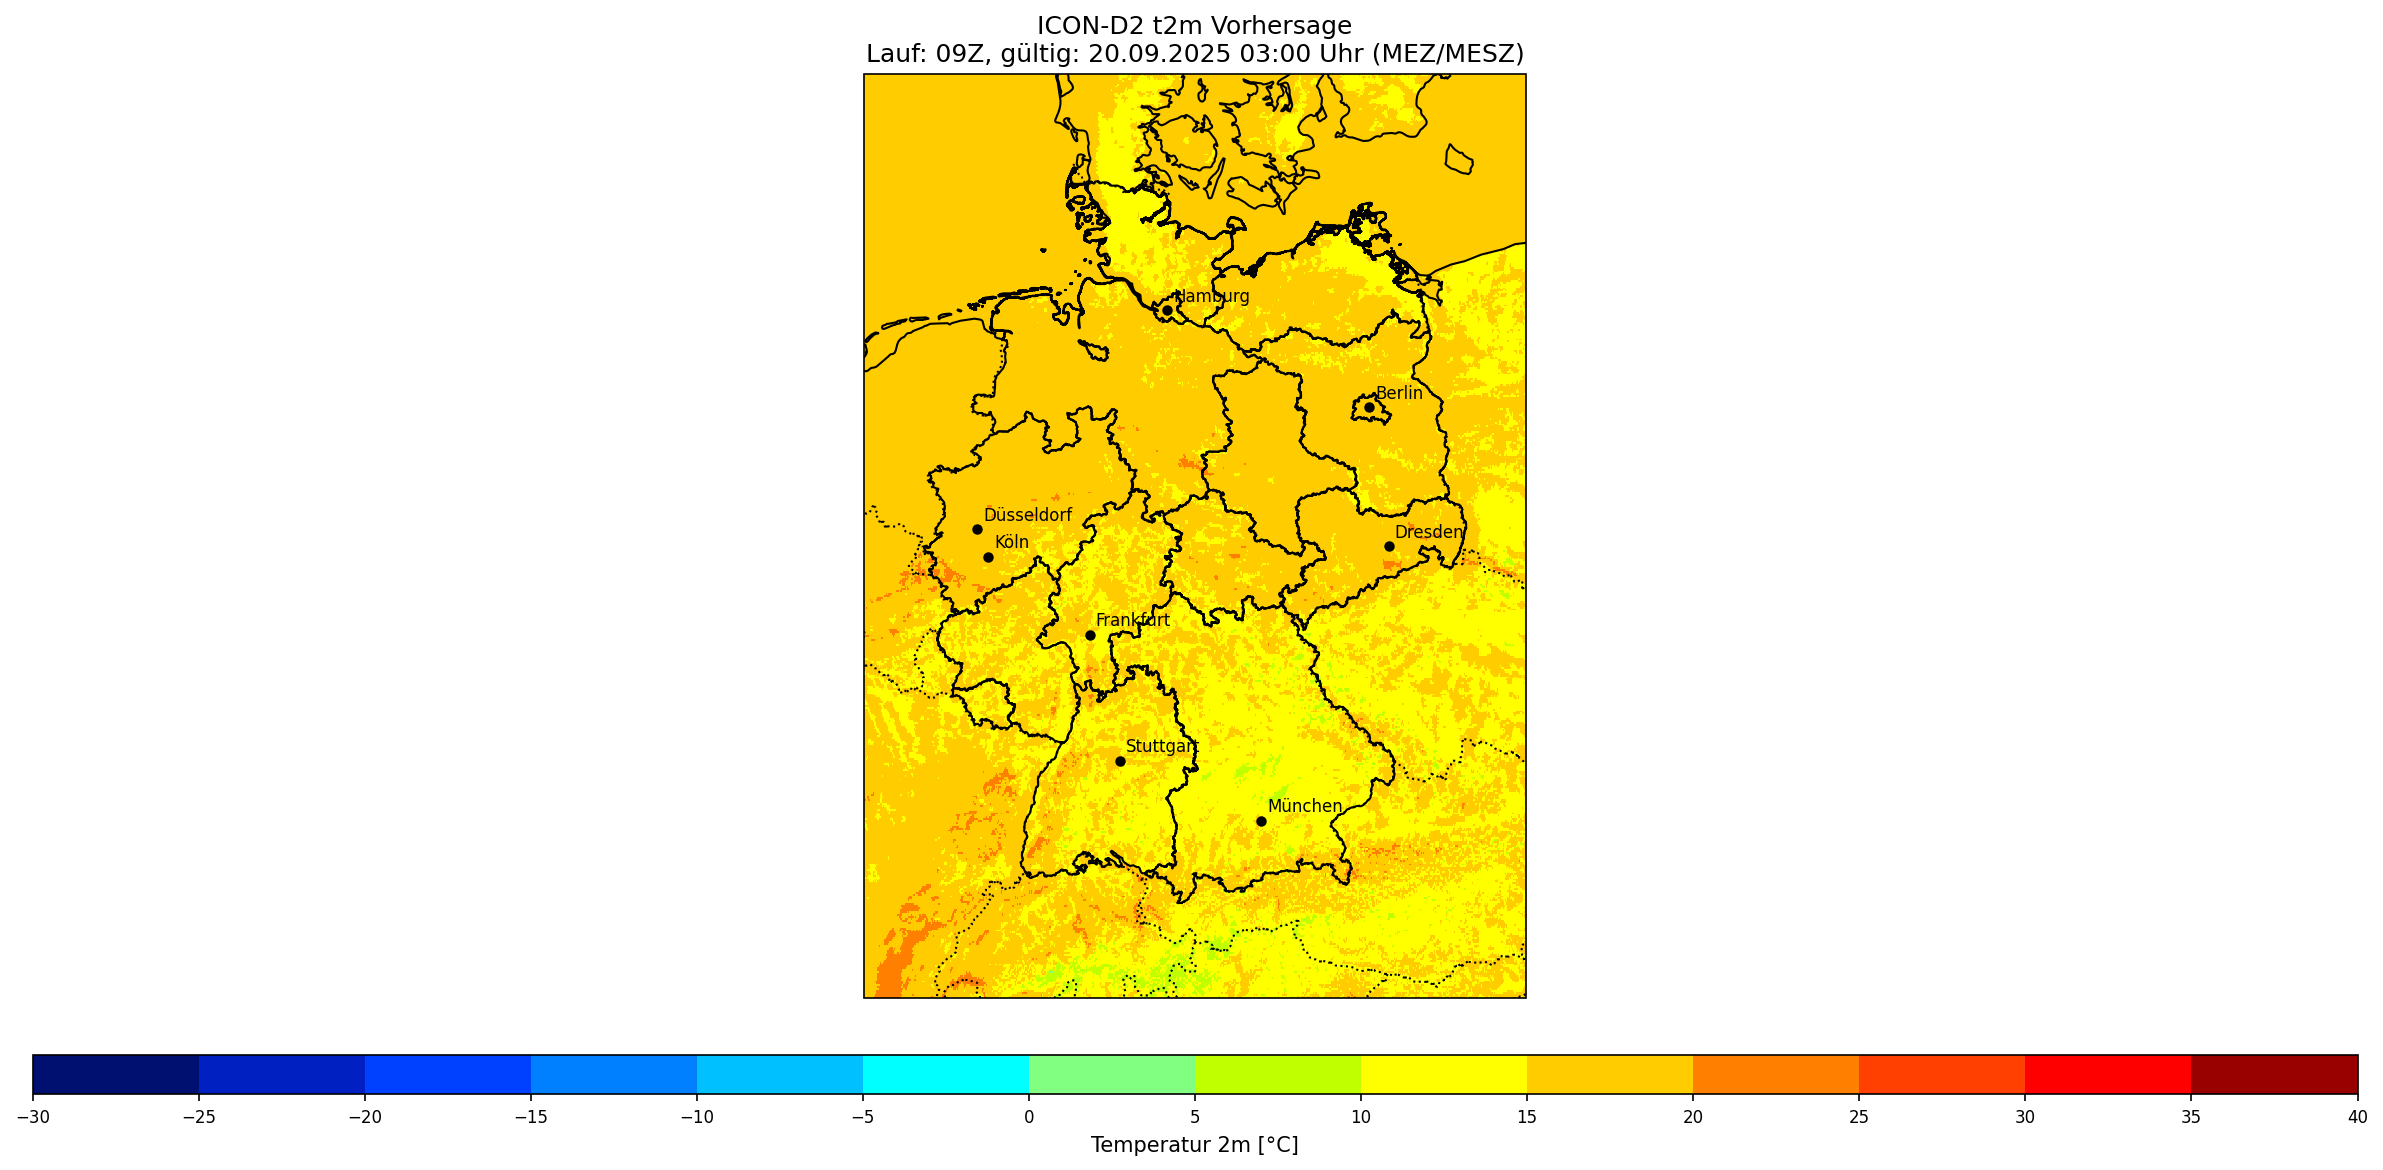 ICON-D2 t2m Vorhersage
Lauf: 09Z, gültig: 20.09.2025 03:00 Uhr (MEZ/MESZ)
Hamburg
Berlin
Düsseldorf
Köln
Dresden
Frankfurt
Stuttgart
München
−30 −25 −20 −15 −10 −5 0 5 10 15 20 25 30 35 40
Temperatur 2m [°C]